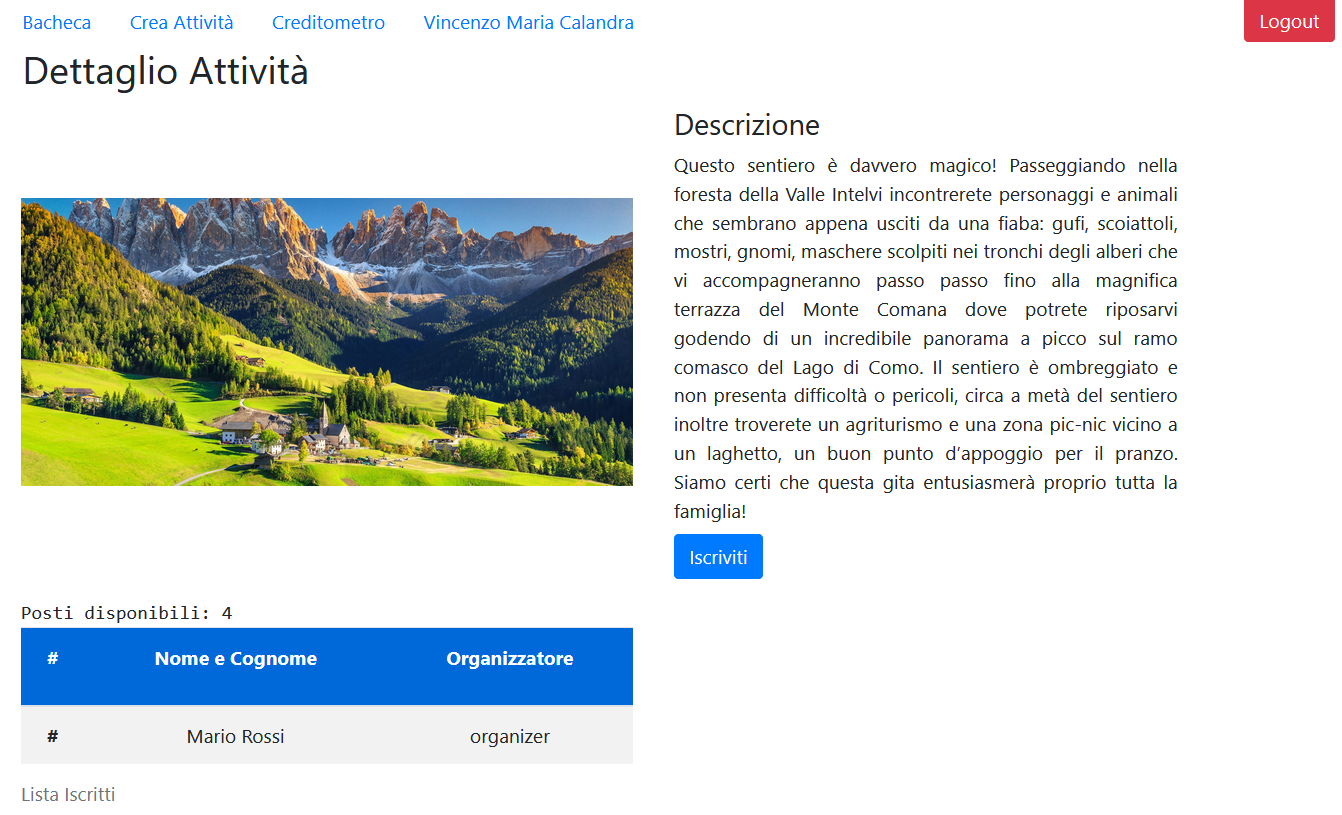 Bacheca Crea Attività Creditometro Vincenzo Maria Calandra Logout
Dettaglio Attività
Descrizione
Questo sentiero è davvero magico! Passeggiando nella
foresta della Valle Intelvi incontrerete personaggi e animali
che sembrano appena usciti da una fiaba: gufi, scoiattoli,
mostri, gnomi, maschere scolpiti nei tronchi degli alberi che
vi accompagneranno passo passo fino alla magnifica
terrazza del Monte Comana dove potrete riposarvi
godendo di un incredibile panorama a picco sul ramo
comasco del Lago di Como. Il sentiero è ombreggiato e
non presenta difficoltà o pericoli, circa a metà del sentiero
inoltre troverete un agriturismo e una zona pic-nic vicino a
un laghetto, un buon punto d’appoggio per il pranzo.
Siamo certi che questa gita entusiasmerà proprio tutta la
famiglia!
Iscriviti
Posti disponibili: 4
# Nome e Cognome Organizzatore
# Mario Rossi organizer
Lista Iscritti